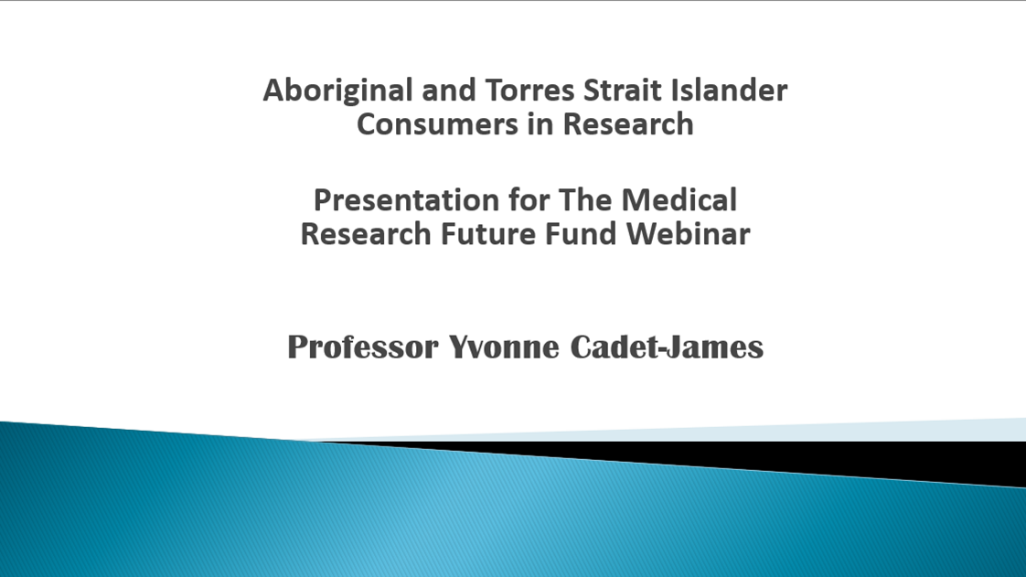 Aboriginal and Torres Strait Islander
Consumers in Research
Presentation for The Medical
Research Future Fund Webinar
Professor Yvonne Cadet-James